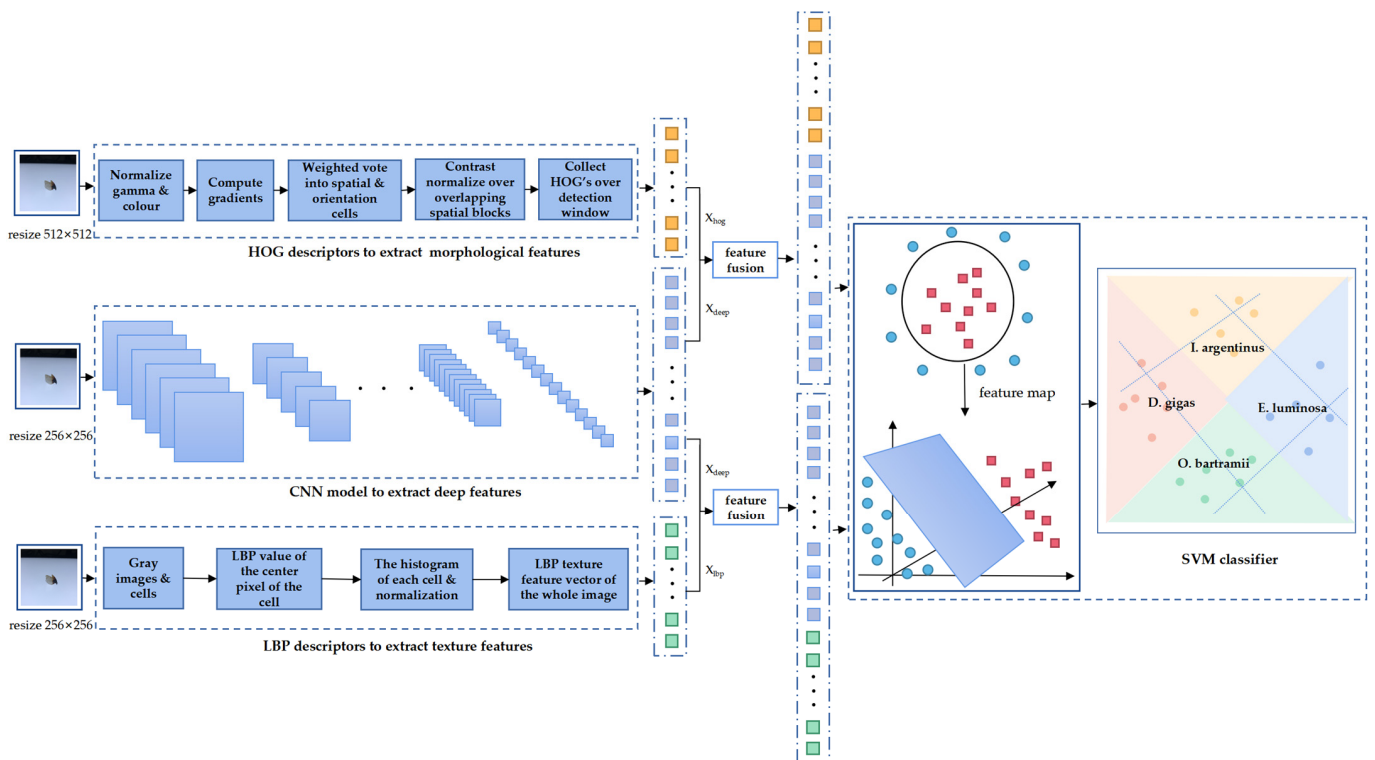 Normalize
gamma &
colour
Compute
gradients
Weighted vote
into spatial &
orientation
cells
Contrast
normalize over
overlapping
spatial blocks
Collect
HOG's over
detection
window
resize 512×512
HOG descriptors to extract morphological features
X_hog
feature
fusion
X_deep
resize 256×256
CNN model to extract deep features
X_deep
feature
fusion
X_lbp
Gray
images &
cells
LBP value of
the center
pixel of the
cell
The histogram
of each cell &
normalization
LBP texture
feature vector of
the whole image
resize 256×256
LBP descriptors to extract texture features
feature map
I. argentinus
D. gigas
E. luminosa
O. bartramii
SVM classifier